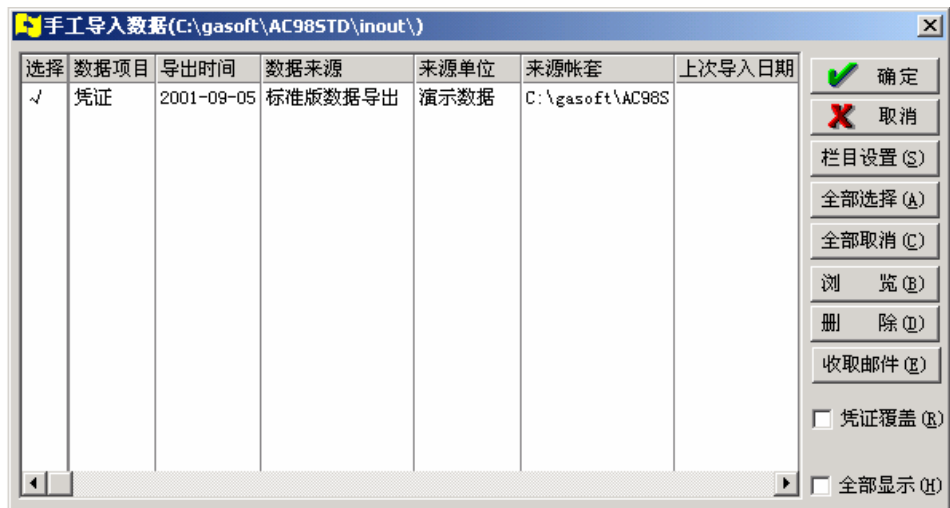 手工导入数据(C:\gasoft\AC98STD\inout\)
选择 数据项目 导出时间 数据来源 来源单位 来源帐套 上次导入日期
√ 凭证 2001-09-05 标准版数据导出 演示数据 C:\gasoft\AC98S
确定
取消
栏目设置(S)
全部选择(A)
全部取消(C)
浏 览(B)
删 除(D)
收取邮件(E)
凭证覆盖(R)
全部显示(H)